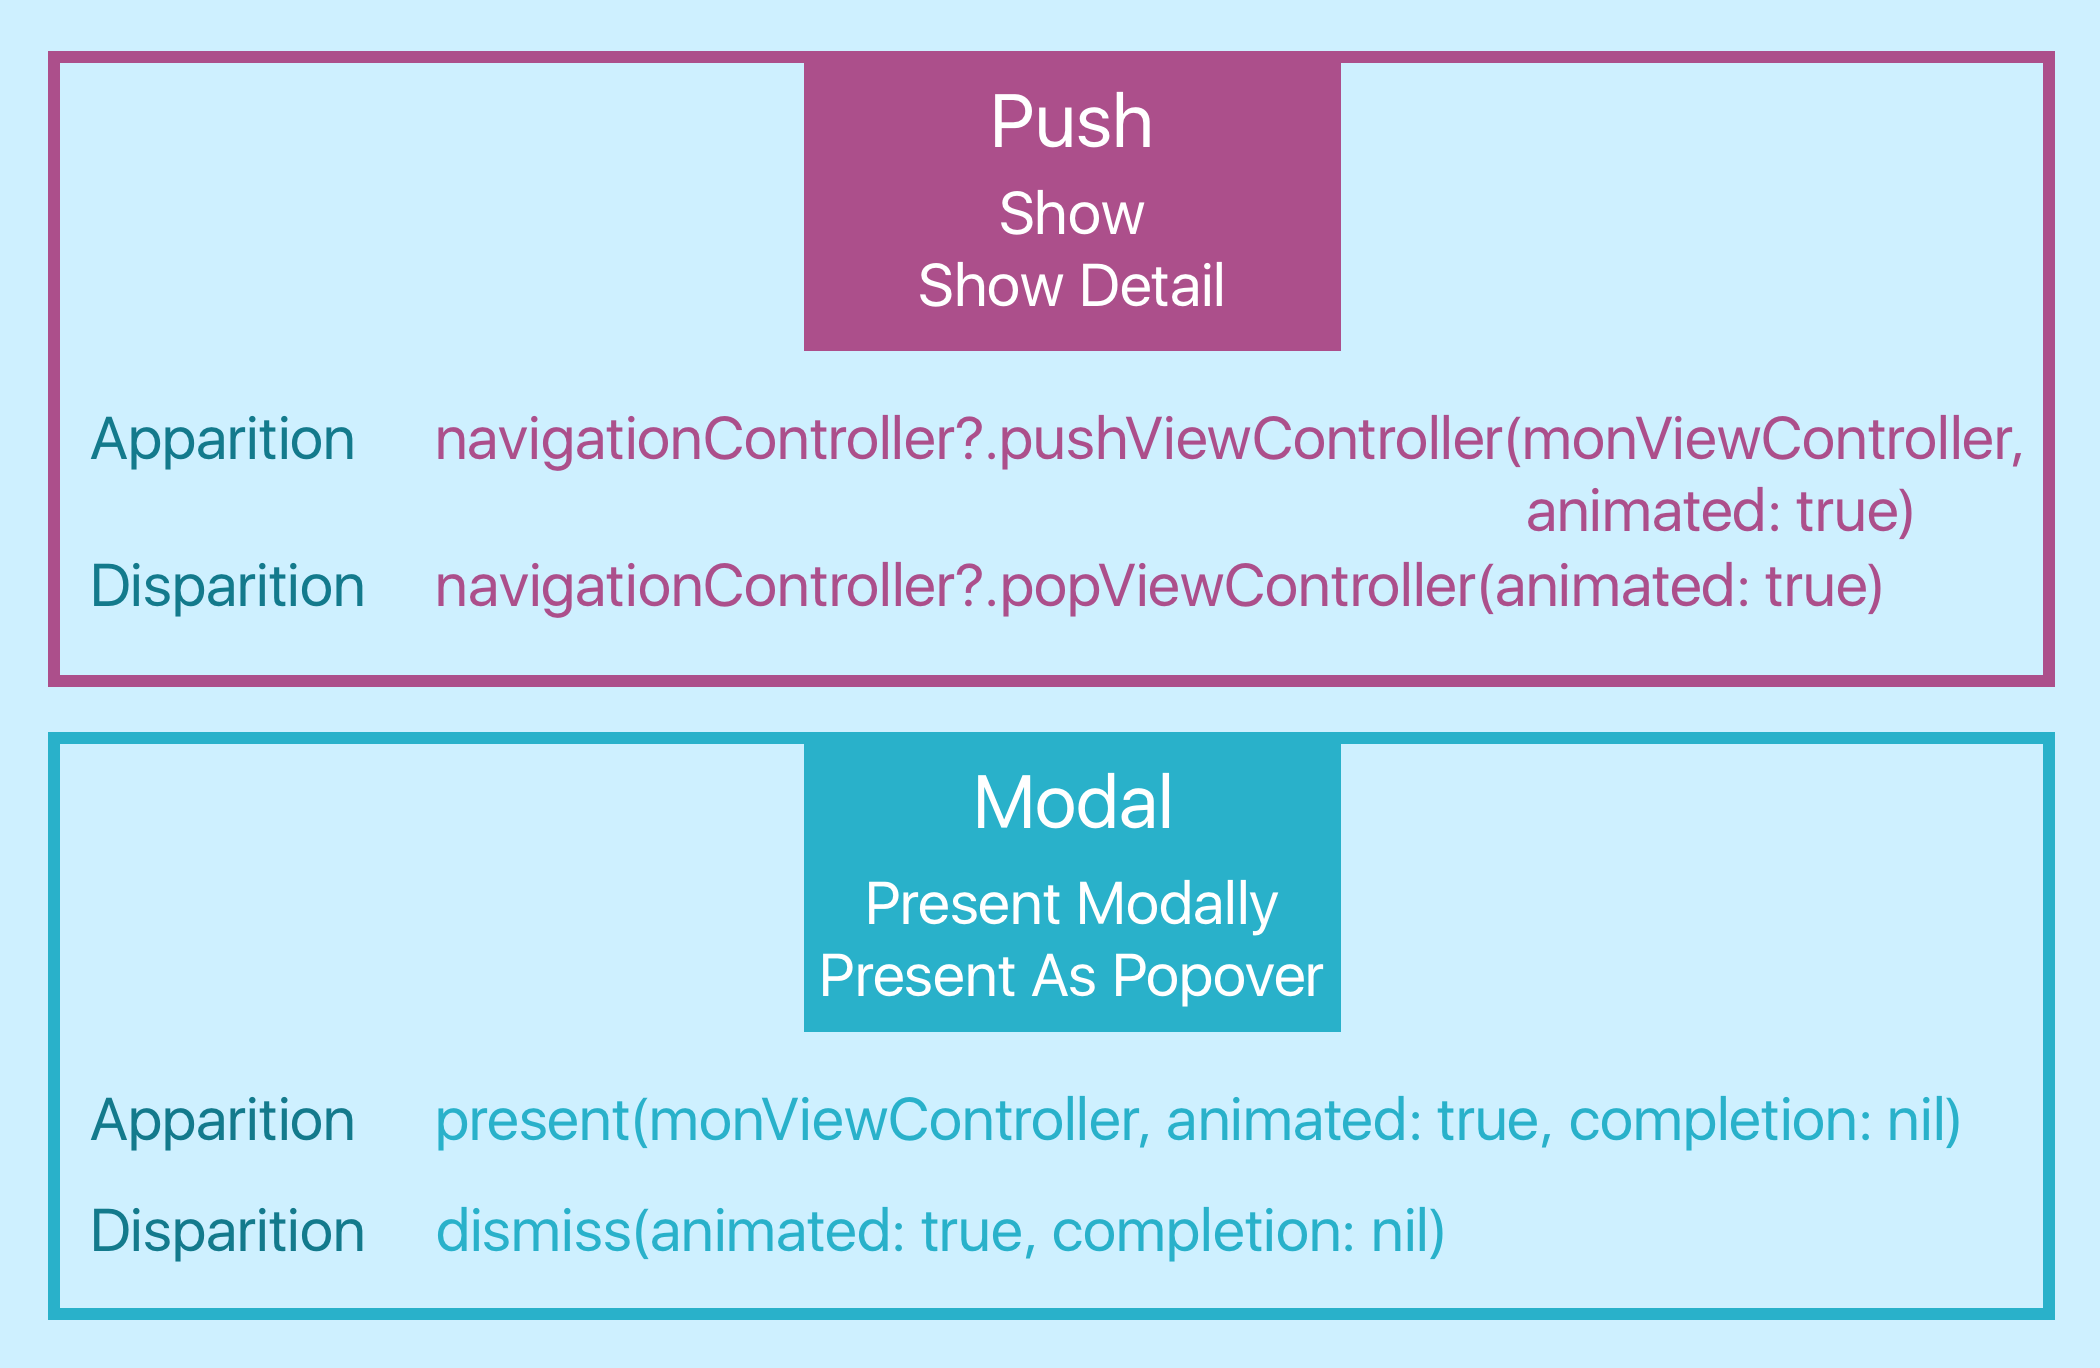 Push
Show
Show Detail
Apparition navigationController?.pushViewController(monViewController,
animated: true)
Disparition navigationController?.popViewController(animated: true)
Modal
Present Modally
Present As Popover
Apparition present(monViewController, animated: true, completion: nil)
Disparition dismiss(animated: true, completion: nil)